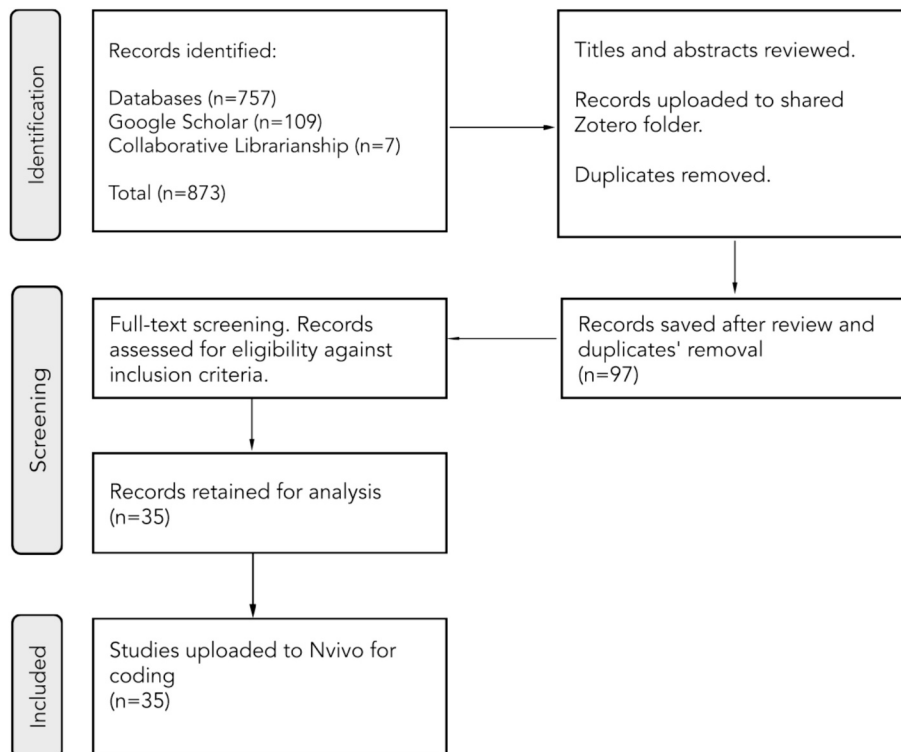 Identification
Records identified:
Databases (n=757)
Google Scholar (n=109)
Collaborative Librarianship (n=7)
Total (n=873)
Titles and abstracts reviewed.
Records uploaded to shared
Zotero folder.
Duplicates removed.
Screening
Records saved after review and
duplicates' removal
(n=97)
Full-text screening. Records
assessed for eligibility against
inclusion criteria.
Records retained for analysis
(n=35)
Included
Studies uploaded to Nvivo for
coding
(n=35)